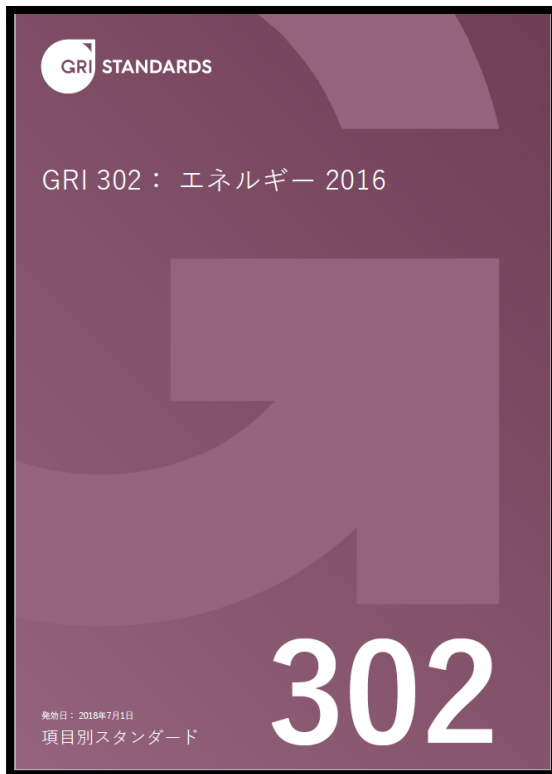 GRI STANDARDS
GRI 302： エネルギー 2016
302
発効日： 2018年7月1日
項目別スタンダード